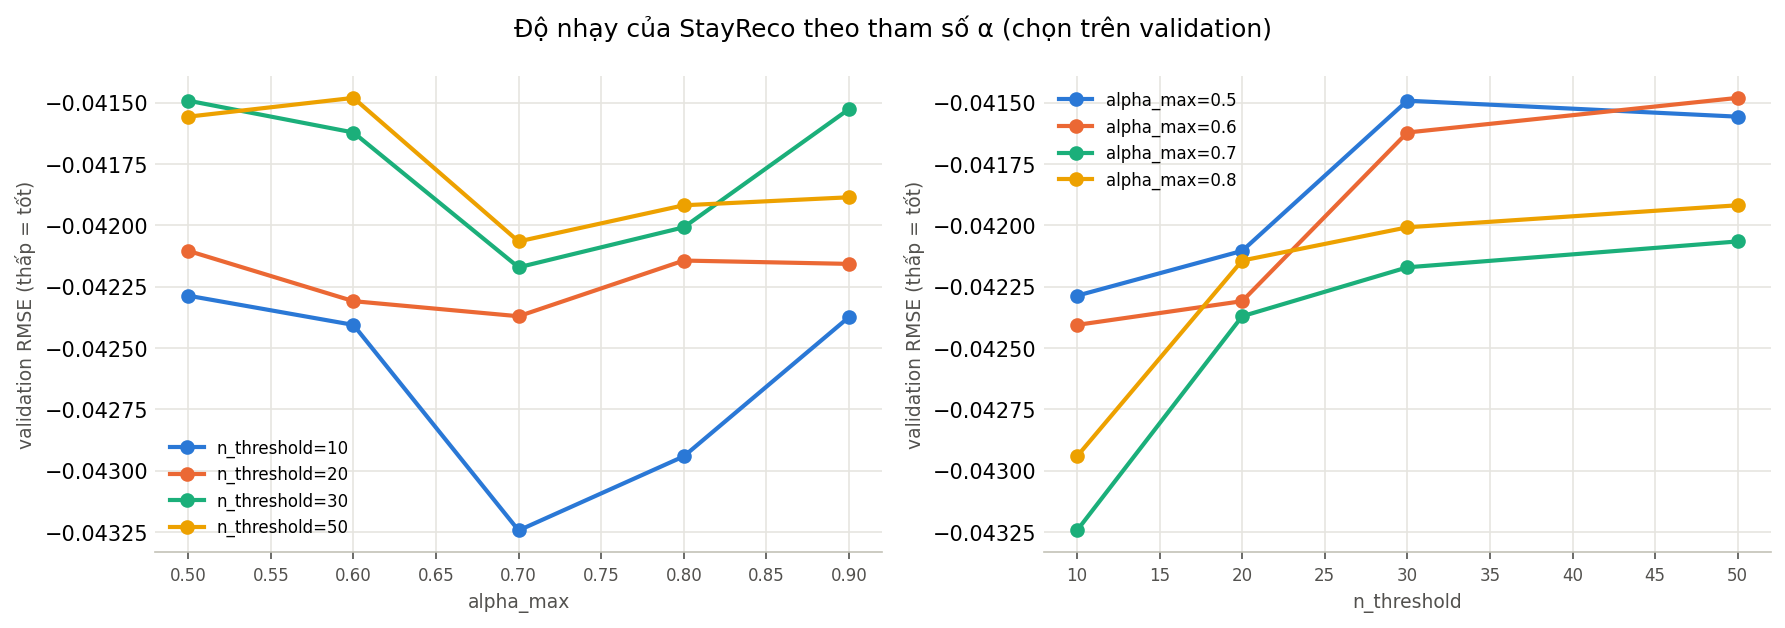 Độ nhạy của StayReco theo tham số α (chọn trên validation)
validation RMSE (thấp = tốt)
−0.04150
−0.04175
−0.04200
−0.04225
−0.04250
−0.04275
−0.04300
−0.04325
n_threshold=10
n_threshold=20
n_threshold=30
n_threshold=50
0.50 0.55 0.60 0.65 0.70 0.75 0.80 0.85 0.90
alpha_max
validation RMSE (thấp = tốt)
−0.04150
−0.04175
−0.04200
−0.04225
−0.04250
−0.04275
−0.04300
−0.04325
alpha_max=0.5
alpha_max=0.6
alpha_max=0.7
alpha_max=0.8
10 15 20 25 30 35 40 45 50
n_threshold